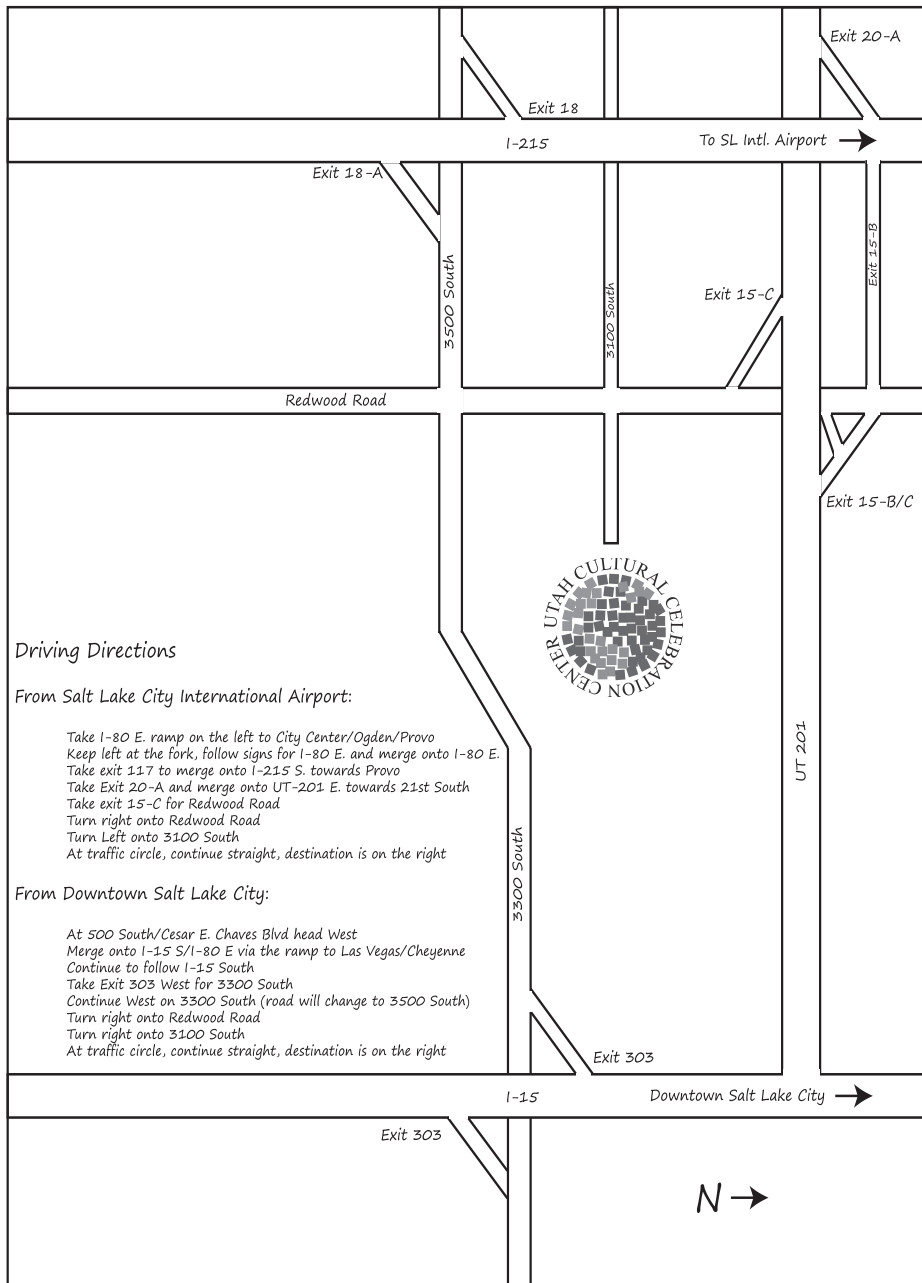 Exit 20-A
Exit 18
I-215
To SL Intl. Airport
Exit 18-A
Exit 15-B
3500 South
3100 South
Exit 15-C
Redwood Road
Exit 15-B/C
UTAH CULTURAL CELEBRATION CENTER
Driving Directions
From Salt Lake City International Airport:
Take I-80 E. ramp on the left to City Center/Ogden/Provo
Keep left at the fork, follow signs for I-80 E. and merge onto I-80 E.
Take exit 117 to merge onto I-215 S. towards Provo
Take Exit 20-A and merge onto UT-201 E. towards 21st South
Take exit 15-C for Redwood Road
Turn right onto Redwood Road
Turn Left onto 3100 South
At traffic circle, continue straight, destination is on the right
From Downtown Salt Lake City:
At 500 South/Cesar E. Chaves Blvd head West
Merge onto I-15 S/I-80 E via the ramp to Las Vegas/Cheyenne
Continue to follow I-15 South
Take Exit 303 West for 3300 South
Continue West on 3300 South (road will change to 3500 South)
Turn right onto Redwood Road
Turn right onto 3100 South
At traffic circle, continue straight, destination is on the right
UT 201
3300 South
Exit 303
I-15
Downtown Salt Lake City
Exit 303
N